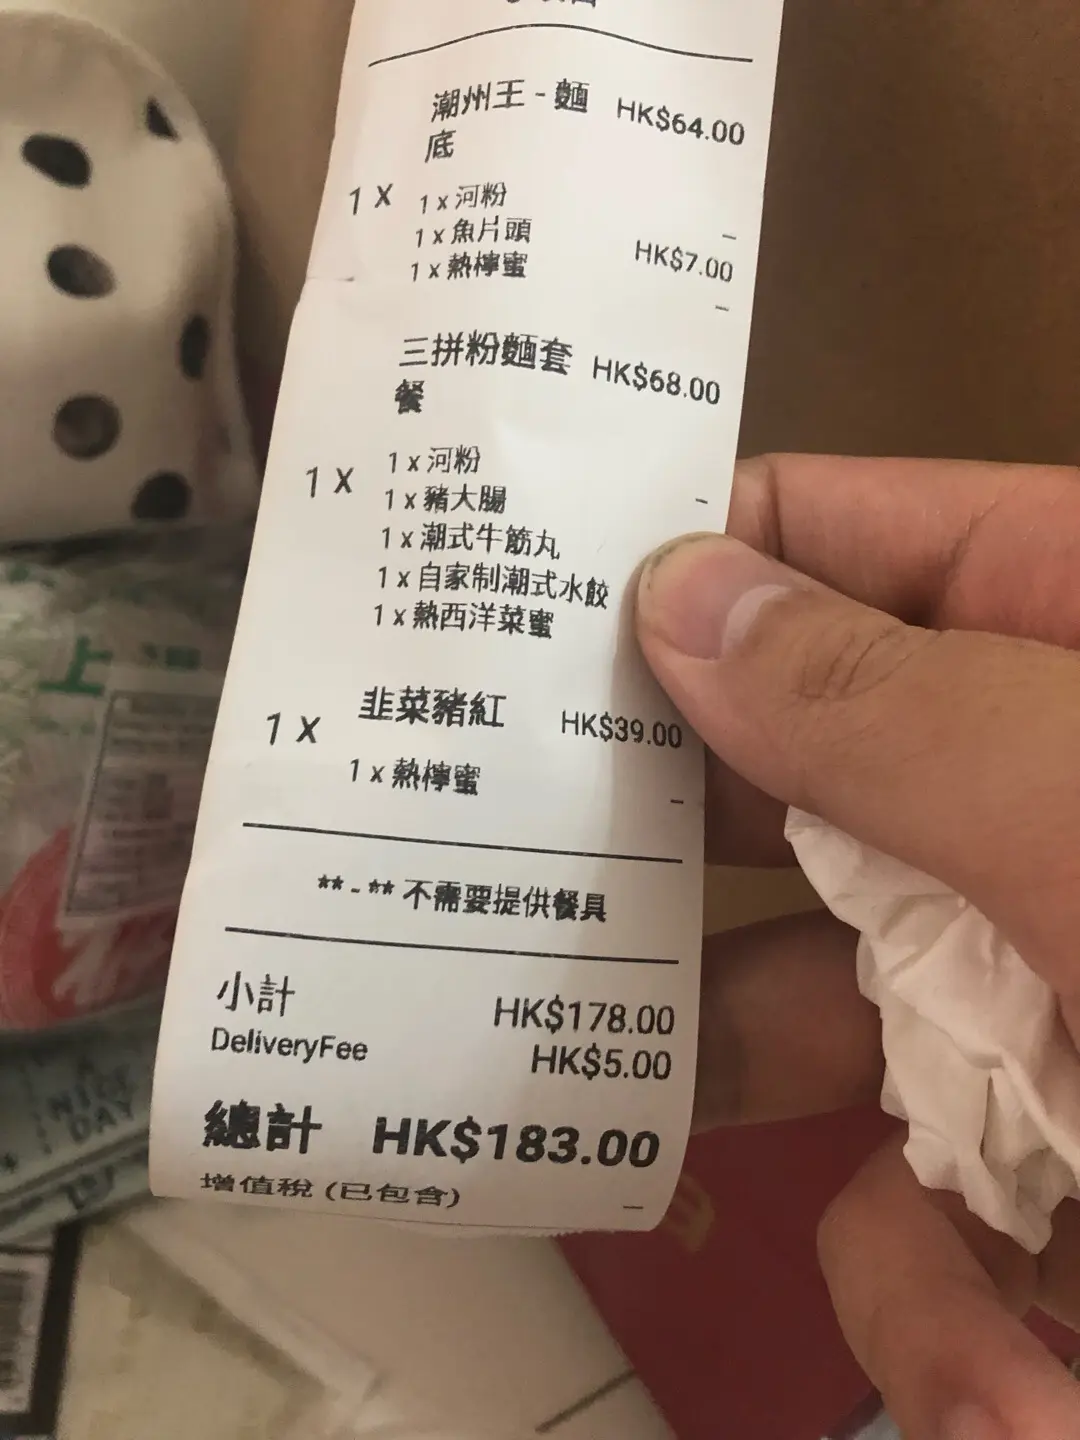 潮州王 - 麵 HK$64.00
底
1 X
1 x 河粉 -
1 x 魚片頭 HK$7.00
1 x 熱檸蜜 -
三拼粉麵套 HK$68.00
餐
1 X
1 x 河粉
1 x 豬大腸 -
1 x 潮式牛筋丸
1 x 自家制潮式水餃
1 x 熱西洋菜蜜
1 X 韭菜豬紅 HK$39.00
1 x 熱檸蜜 -
** - ** 不需要提供餐具
小計 HK$178.00
DeliveryFee HK$5.00
總計 HK$183.00
增值稅 (已包含) -
NICE
DAY